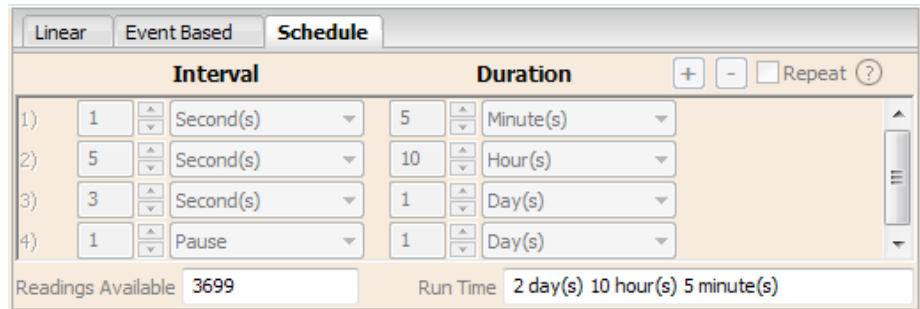 Linear Event Based Schedule
Interval Duration + - Repeat ?
1) 1 Second(s) 5 Minute(s)
2) 5 Second(s) 10 Hour(s)
3) 3 Second(s) 1 Day(s)
4) 1 Pause 1 Day(s)
Readings Available 3699 Run Time 2 day(s) 10 hour(s) 5 minute(s)